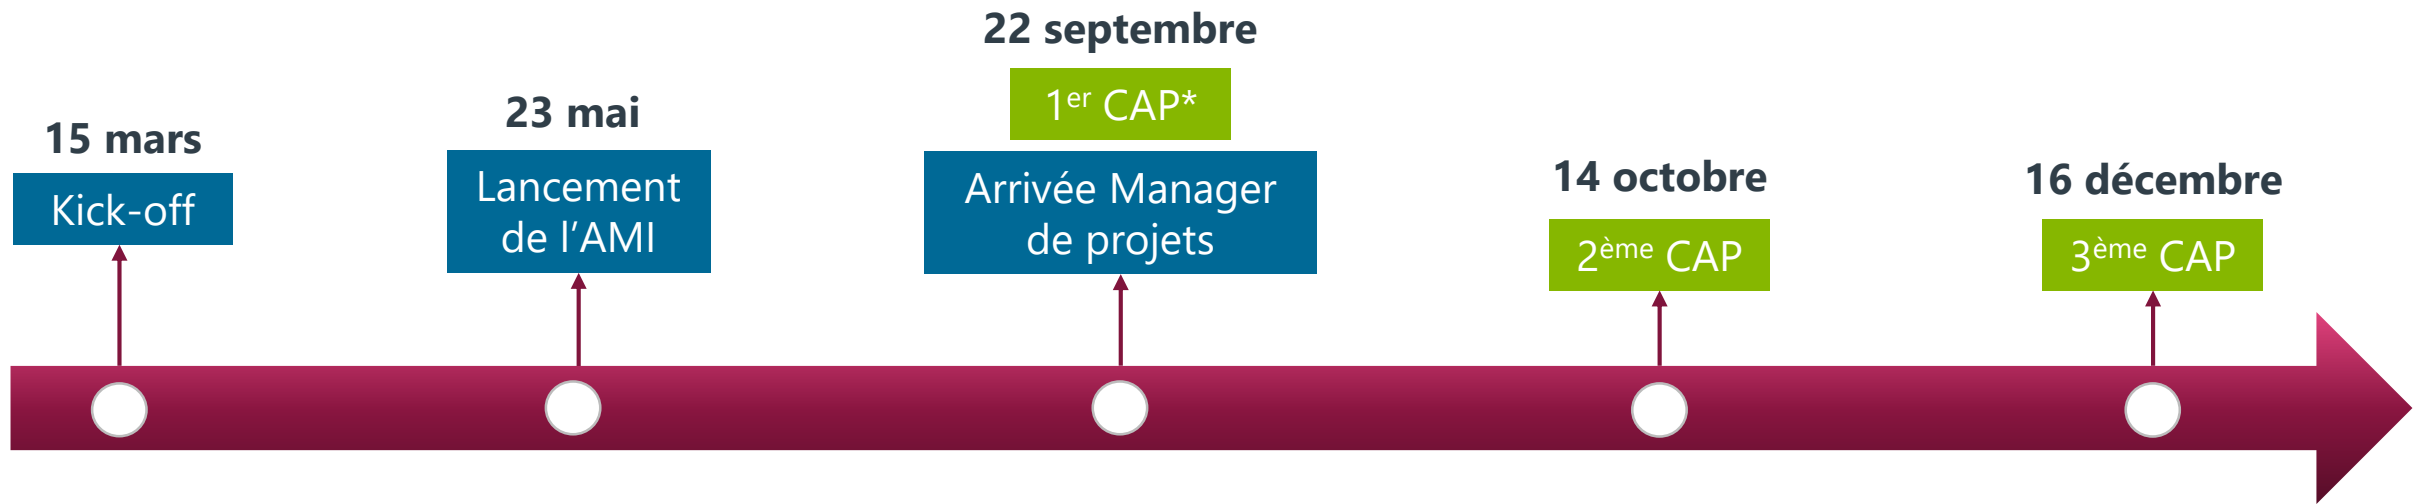 15 mars
Kick-off
23 mai
Lancement
de l'AMI
22 septembre
1er CAP*
Arrivée Manager
de projets
14 octobre
2ème CAP
16 décembre
3ème CAP